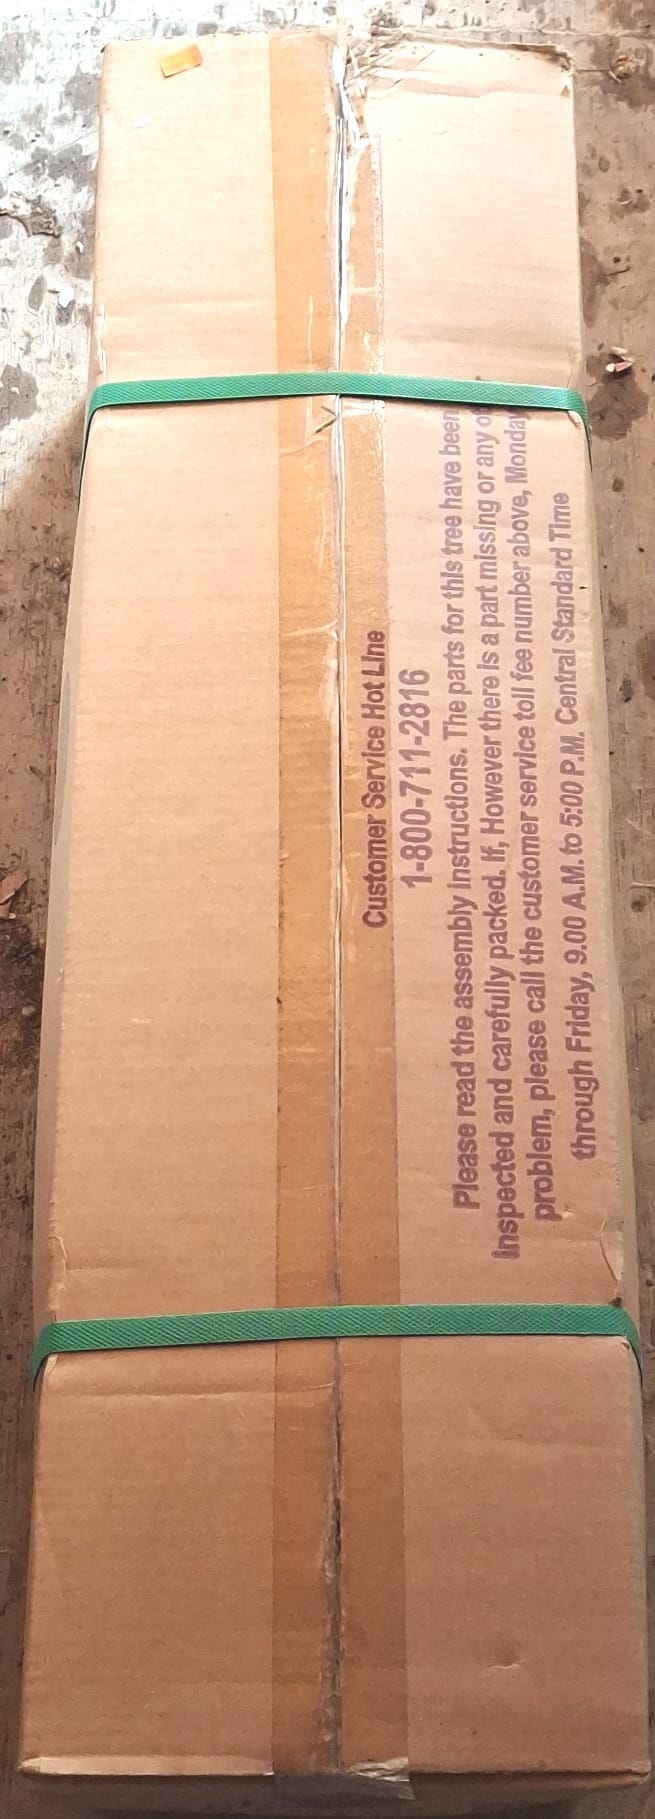 Customer Service Hot Line
1-800-711-2816
Please read the assembly instructions. The parts for this tree have been
inspected and carefully packed. If, However there is a part missing or any
problem, please call the customer service toll fee number above, Monday
through Friday, 9.00 A.M. to 5:00 P.M. Central Standard Time